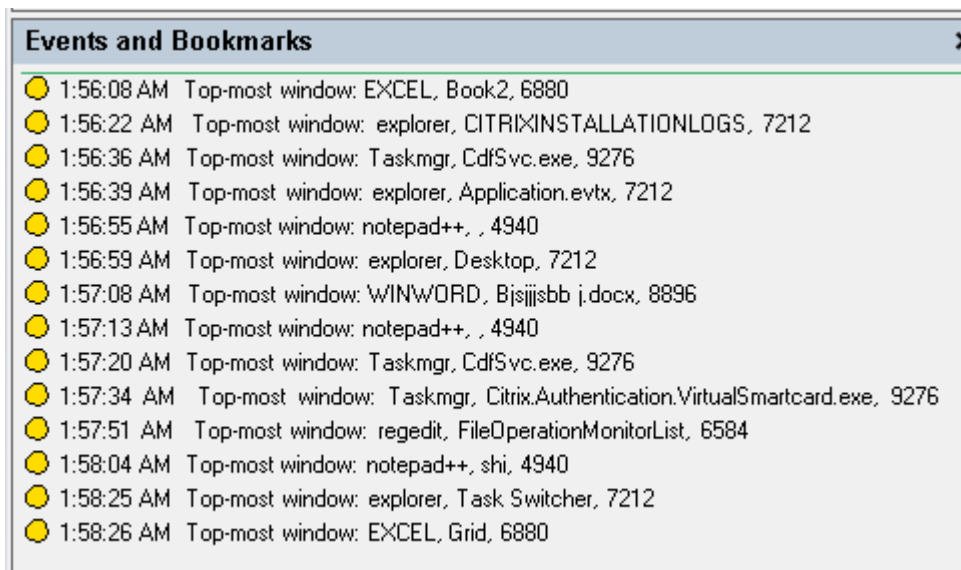 Events and Bookmarks
1:56:08 AM Top-most window: EXCEL, Book2, 6880
1:56:22 AM Top-most window: explorer, CITRIXINSTALLATIONLOGS, 7212
1:56:36 AM Top-most window: Taskmgr, CdfSvc.exe, 9276
1:56:39 AM Top-most window: explorer, Application.evtx, 7212
1:56:55 AM Top-most window: notepad++, , 4940
1:56:59 AM Top-most window: explorer, Desktop, 7212
1:57:08 AM Top-most window: WINWORD, Bjsjjjsbb j.docx, 8896
1:57:13 AM Top-most window: notepad++, , 4940
1:57:20 AM Top-most window: Taskmgr, CdfSvc.exe, 9276
1:57:34 AM Top-most window: Taskmgr, Citrix.Authentication.VirtualSmartcard.exe, 9276
1:57:51 AM Top-most window: regedit, FileOperationMonitorList, 6584
1:58:04 AM Top-most window: notepad++, shi, 4940
1:58:25 AM Top-most window: explorer, Task Switcher, 7212
1:58:26 AM Top-most window: EXCEL, Grid, 6880